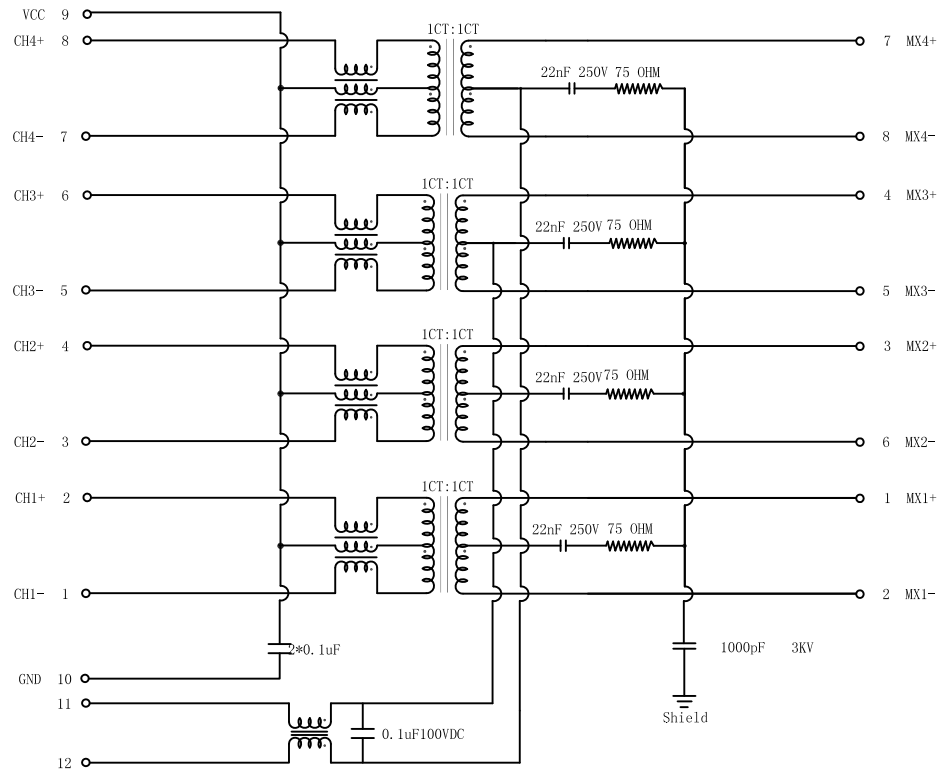 VCC 9
1CT:1CT
CH4+ 8
7 MX4+
22nF 250V 75 OHM
CH4- 7
8 MX4-
1CT:1CT
CH3+ 6
4 MX3+
22nF 250V 75 OHM
CH3- 5
5 MX3-
1CT:1CT
CH2+ 4
3 MX2+
22nF 250V 75 OHM
CH2- 3
6 MX2-
1CT:1CT
CH1+ 2
1 MX1+
22nF 250V 75 OHM
CH1- 1
2 MX1-
2*0.1uF
1000pF 3KV
GND 10
11
Shield
0.1uF100VDC
12